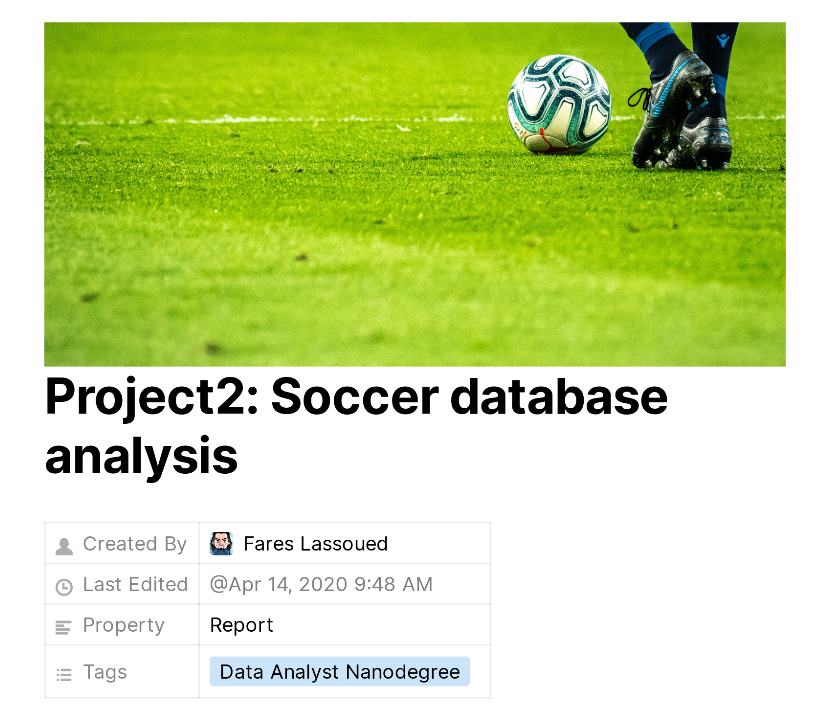 Project2: Soccer database
analysis
Created By Fares Lassoued
Last Edited @Apr 14, 2020 9:48 AM
Property Report
Tags Data Analyst Nanodegree